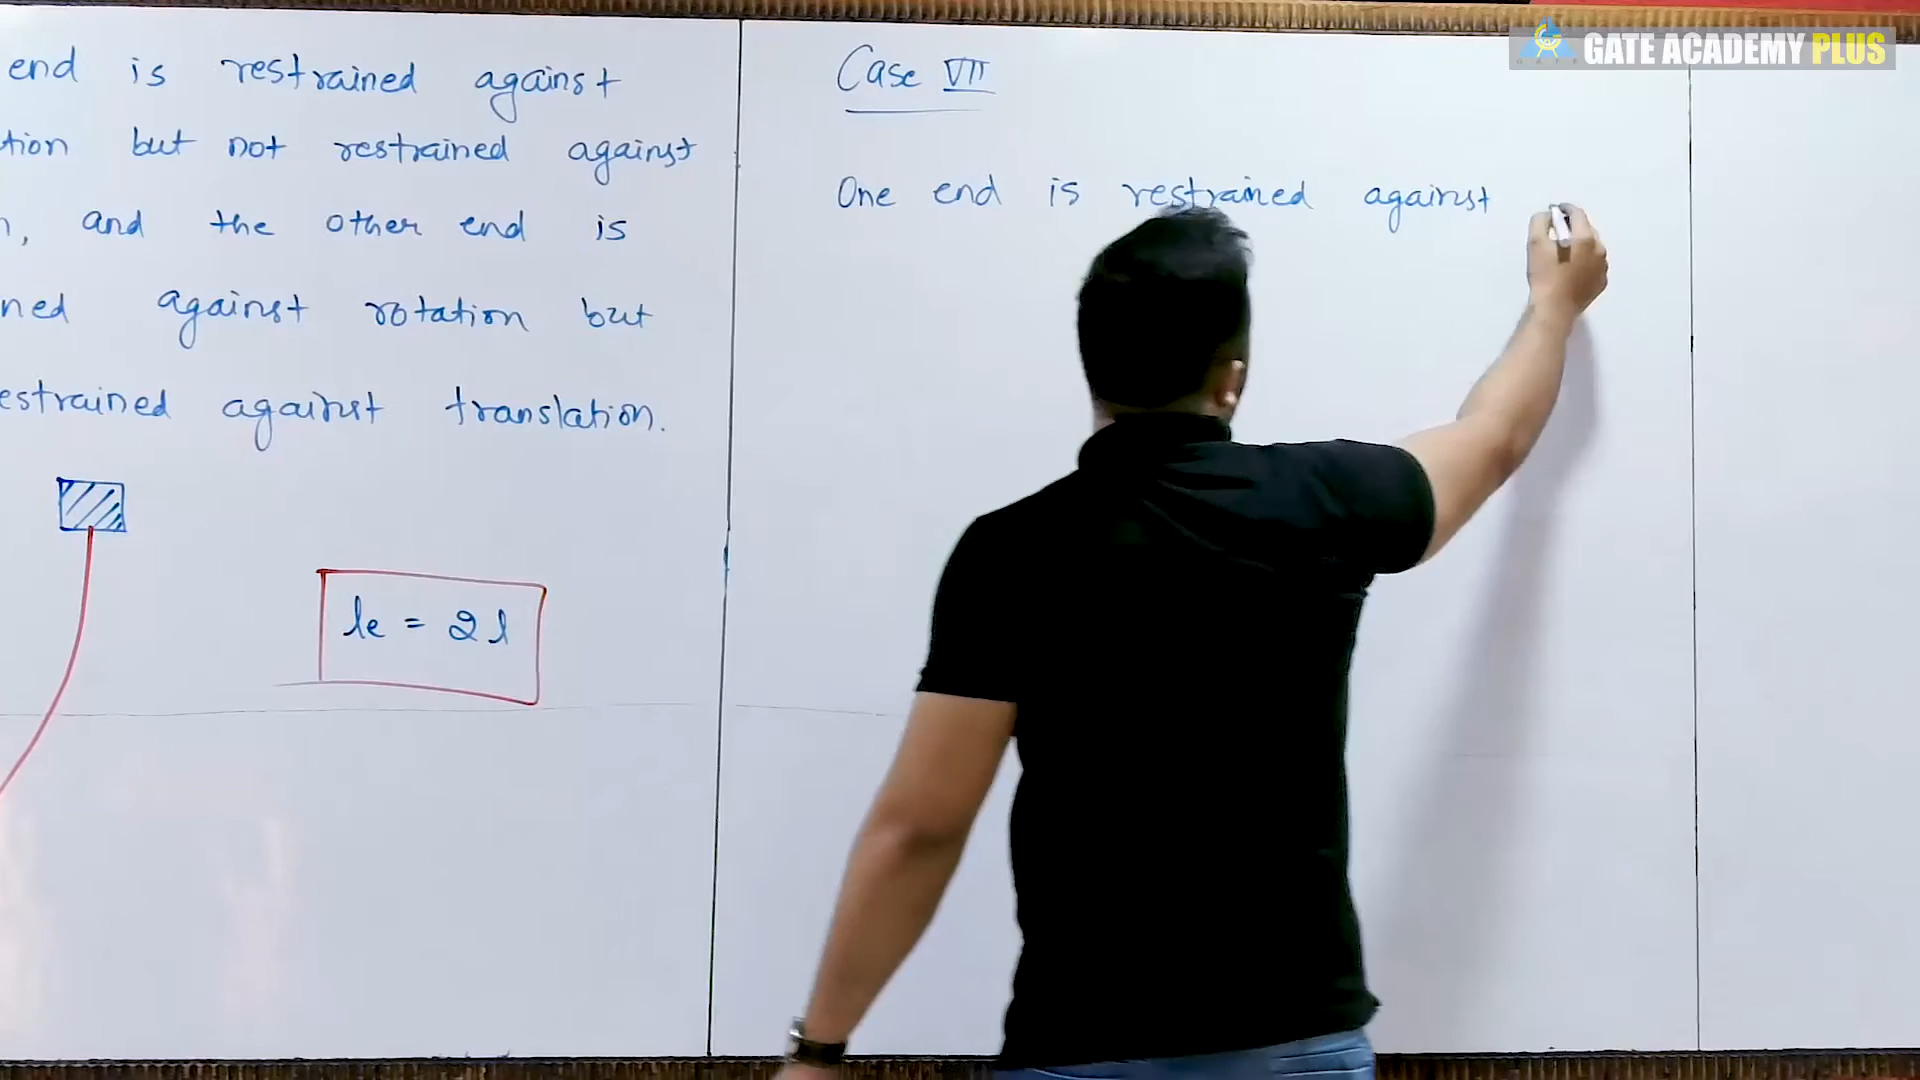 end is restrained against
tion but not restrained against
n, and the other end is
ned against rotation but
estrained against translation.
le = 2l
Case VII
One end is restrained against
GATE ACADEMY PLUS